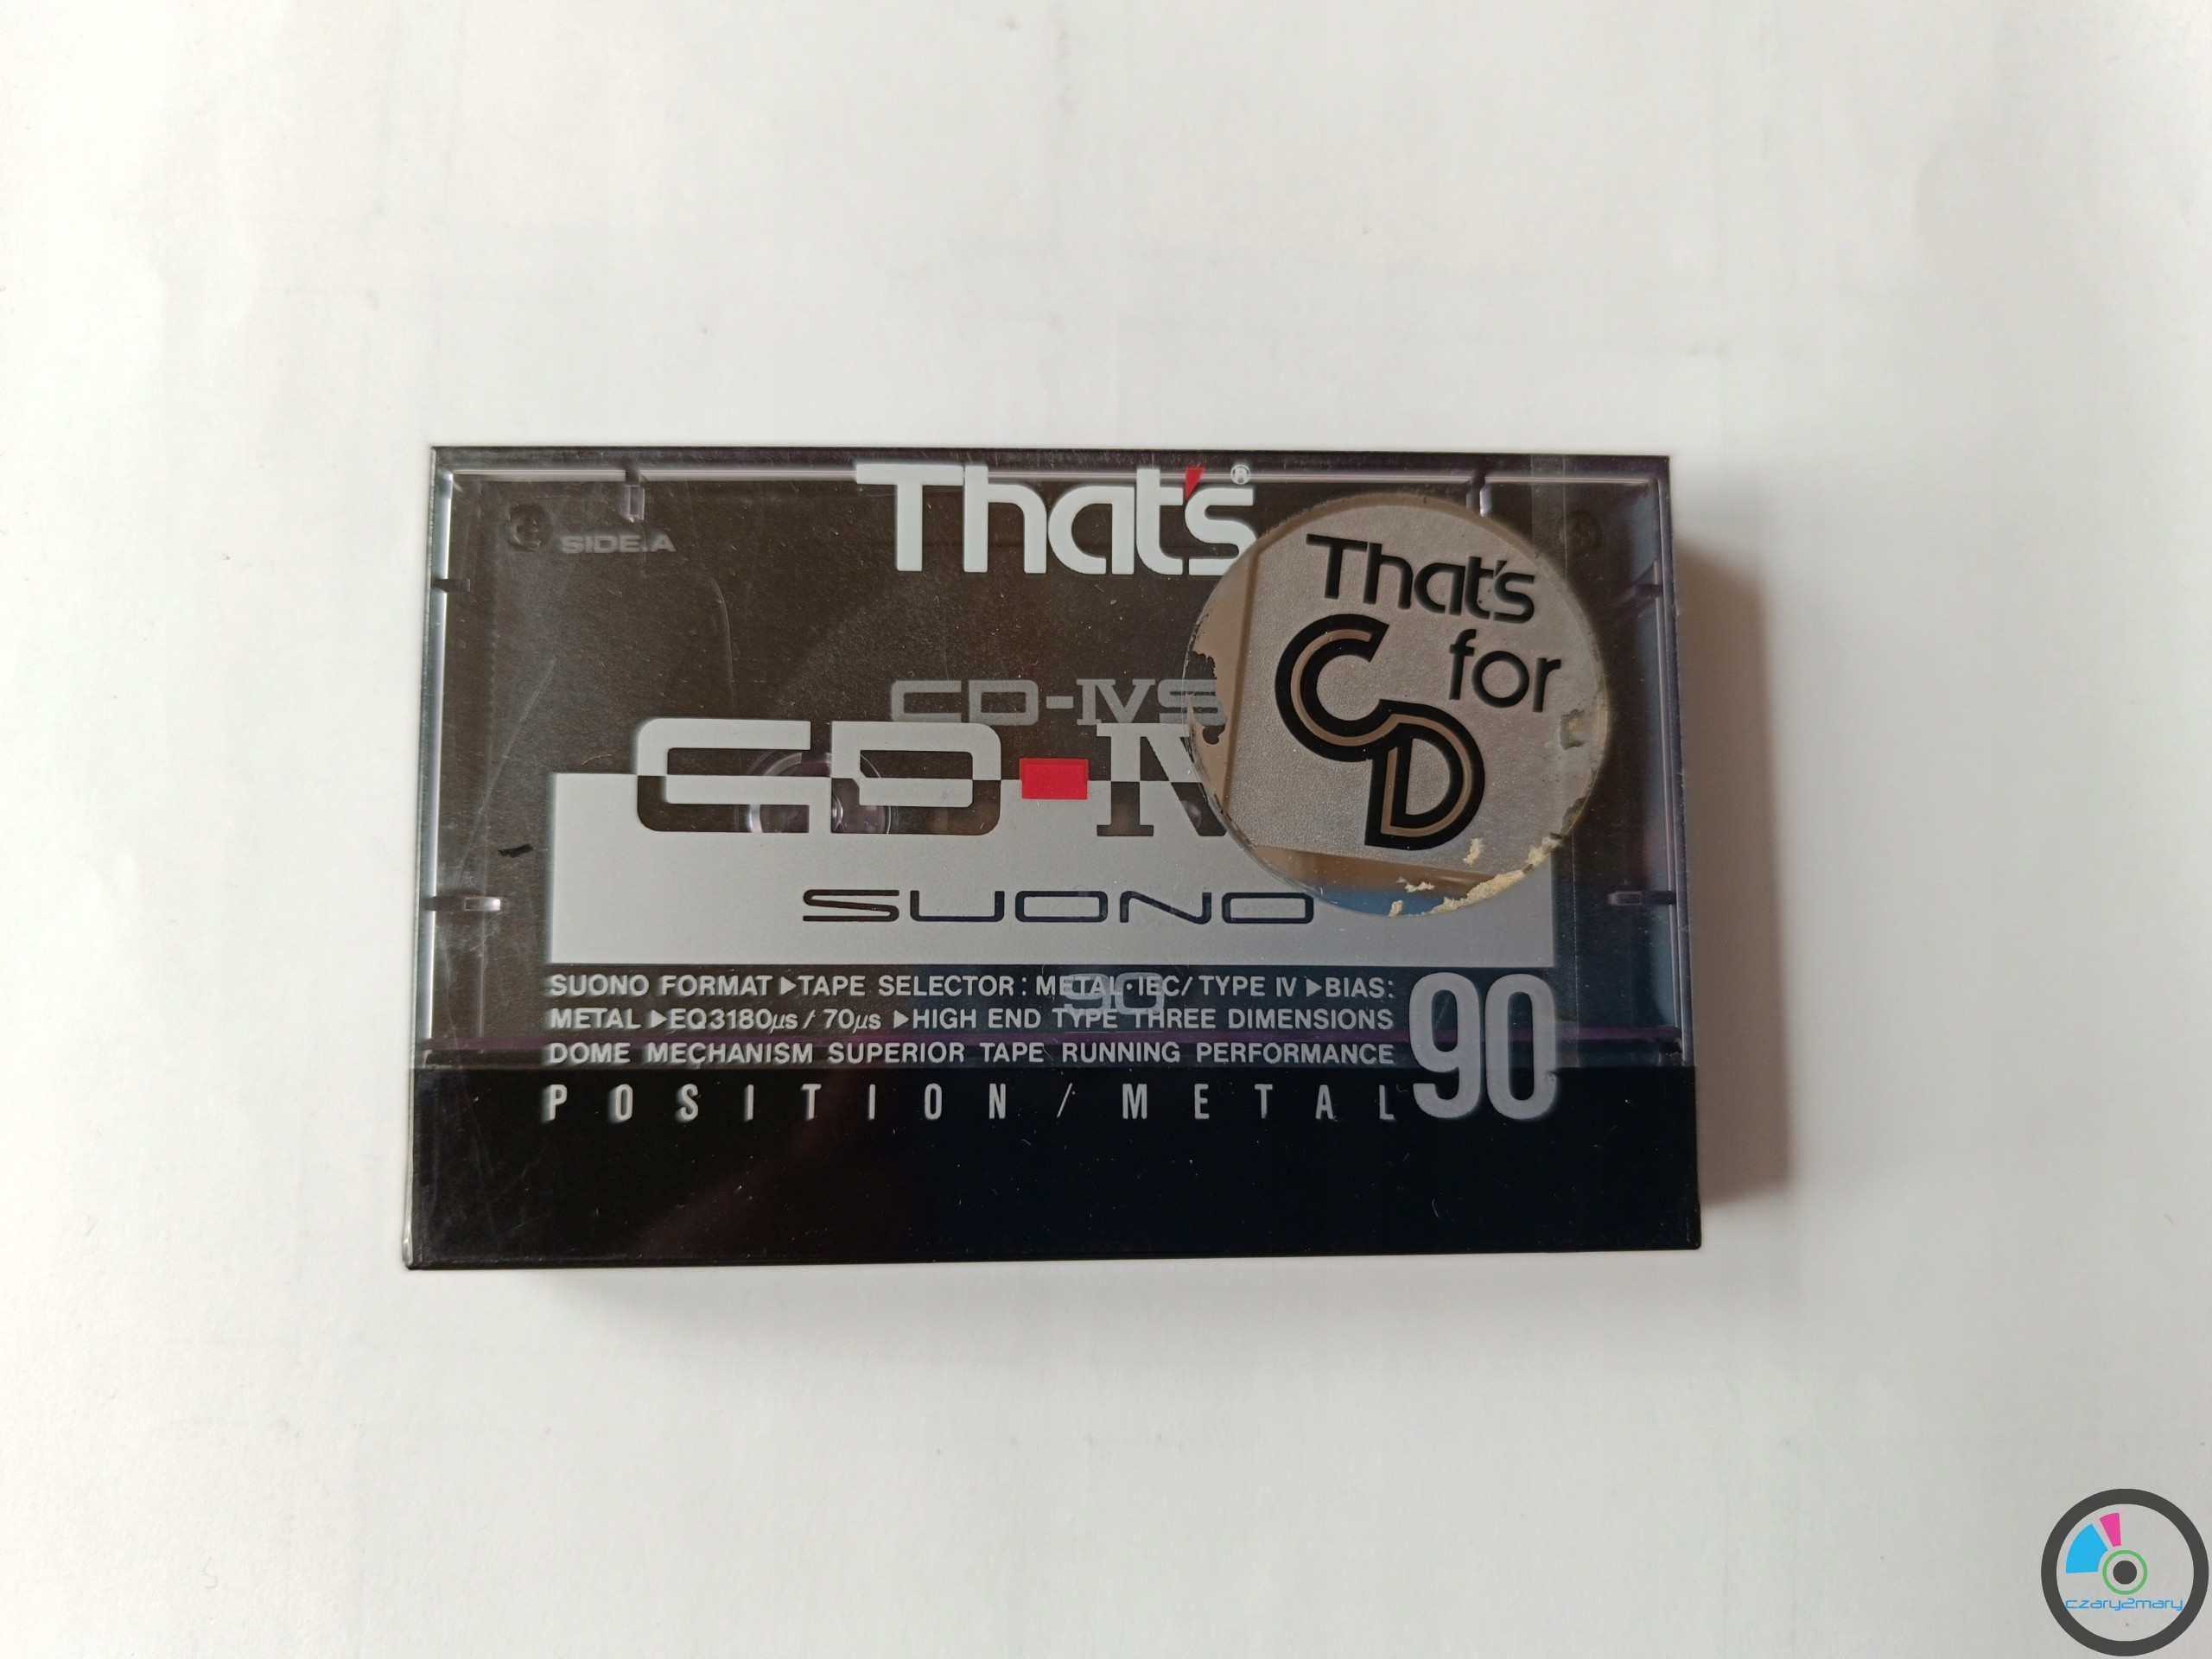 That's®
SIDE.A
That's
for
CD
CD-IVS
CD-IV
SUONO
90
SUONO FORMAT ▶TAPE SELECTOR: METAL·IEC/TYPE IV ▶BIAS:
METAL ▶EQ3180µs / 70µs ▶HIGH END TYPE THREE DIMENSIONS
DOME MECHANISM SUPERIOR TAPE RUNNING PERFORMANCE
90
POSITION/METAL
czary2mary